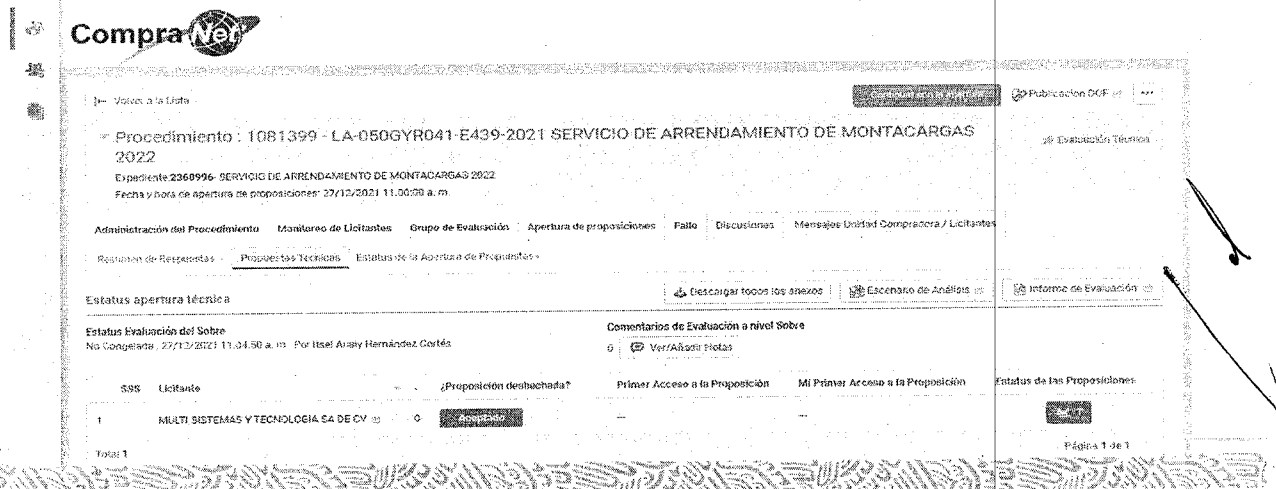 CompraNet
Volver a la Lista
Publicación DOF
Procedimiento : 1081399 - LA-050GYR041-E439-2021 SERVICIO DE ARRENDAMIENTO DE MONTACARGAS
2022
Evaluación Técnica
Expediente 2360996- SERVICIO DE ARRENDAMIENTO DE MONTACARGAS 2022
Fecha y hora de apertura de proposiciones: 27/12/2021 11:00:00 a. m.
Administración del Procedimiento Monitoreo de Licitantes Grupo de Evaluación Apertura de proposiciones Fallo Discusiones Mensajes Unidad Compradora / Licitantes
Resumen de Respuestas Propuestas Técnicas Estatus de la Apertura de Propuestas
Estatus apertura técnica
Descargar todos los anexos Escenario de Análisis Informe de Evaluación
Estatus Evaluación del Sobre
No Congelada , 27/12/2021 11:04:50 a. m. Por Itsel Araay Hernández Cortés
Comentarios de Evaluación a nivel Sobre
0 Ver/Añadir Notas
SSS Licitante ¿Proposición deshechada? Primer Acceso a la Proposición Mi Primer Acceso a la Proposición Estatus de las Proposiciones
1 MULTI SISTEMAS Y TECNOLOGIA SA DE CV 0 Aceptado -- --
Total 1
Página 1 de 1